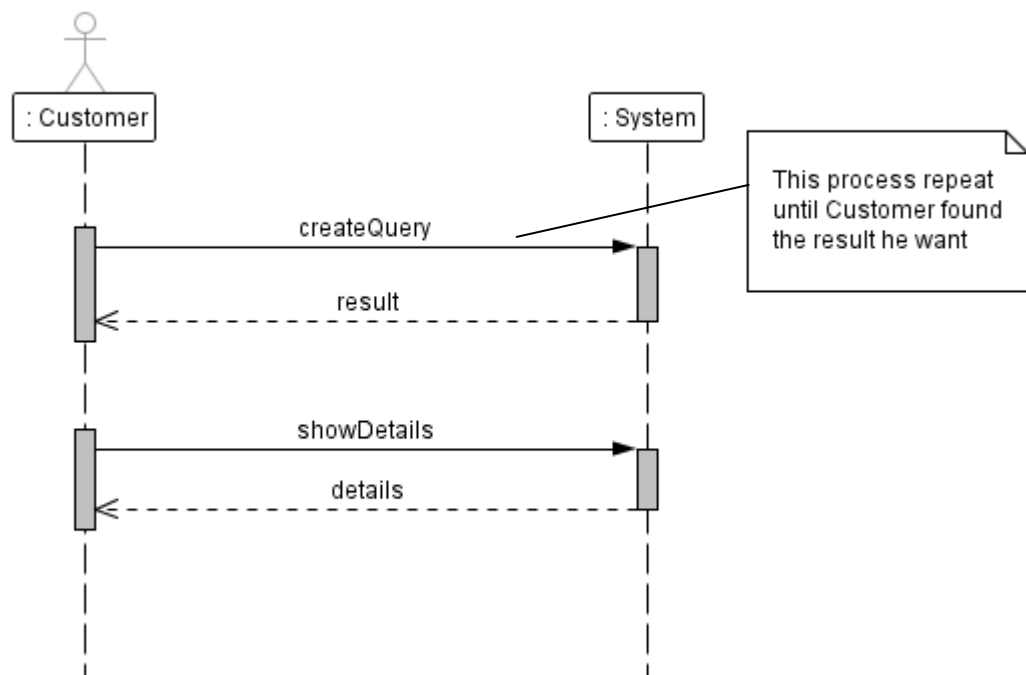 : Customer
: System
This process repeat
until Customer found
the result he want
createQuery
result
showDetails
details